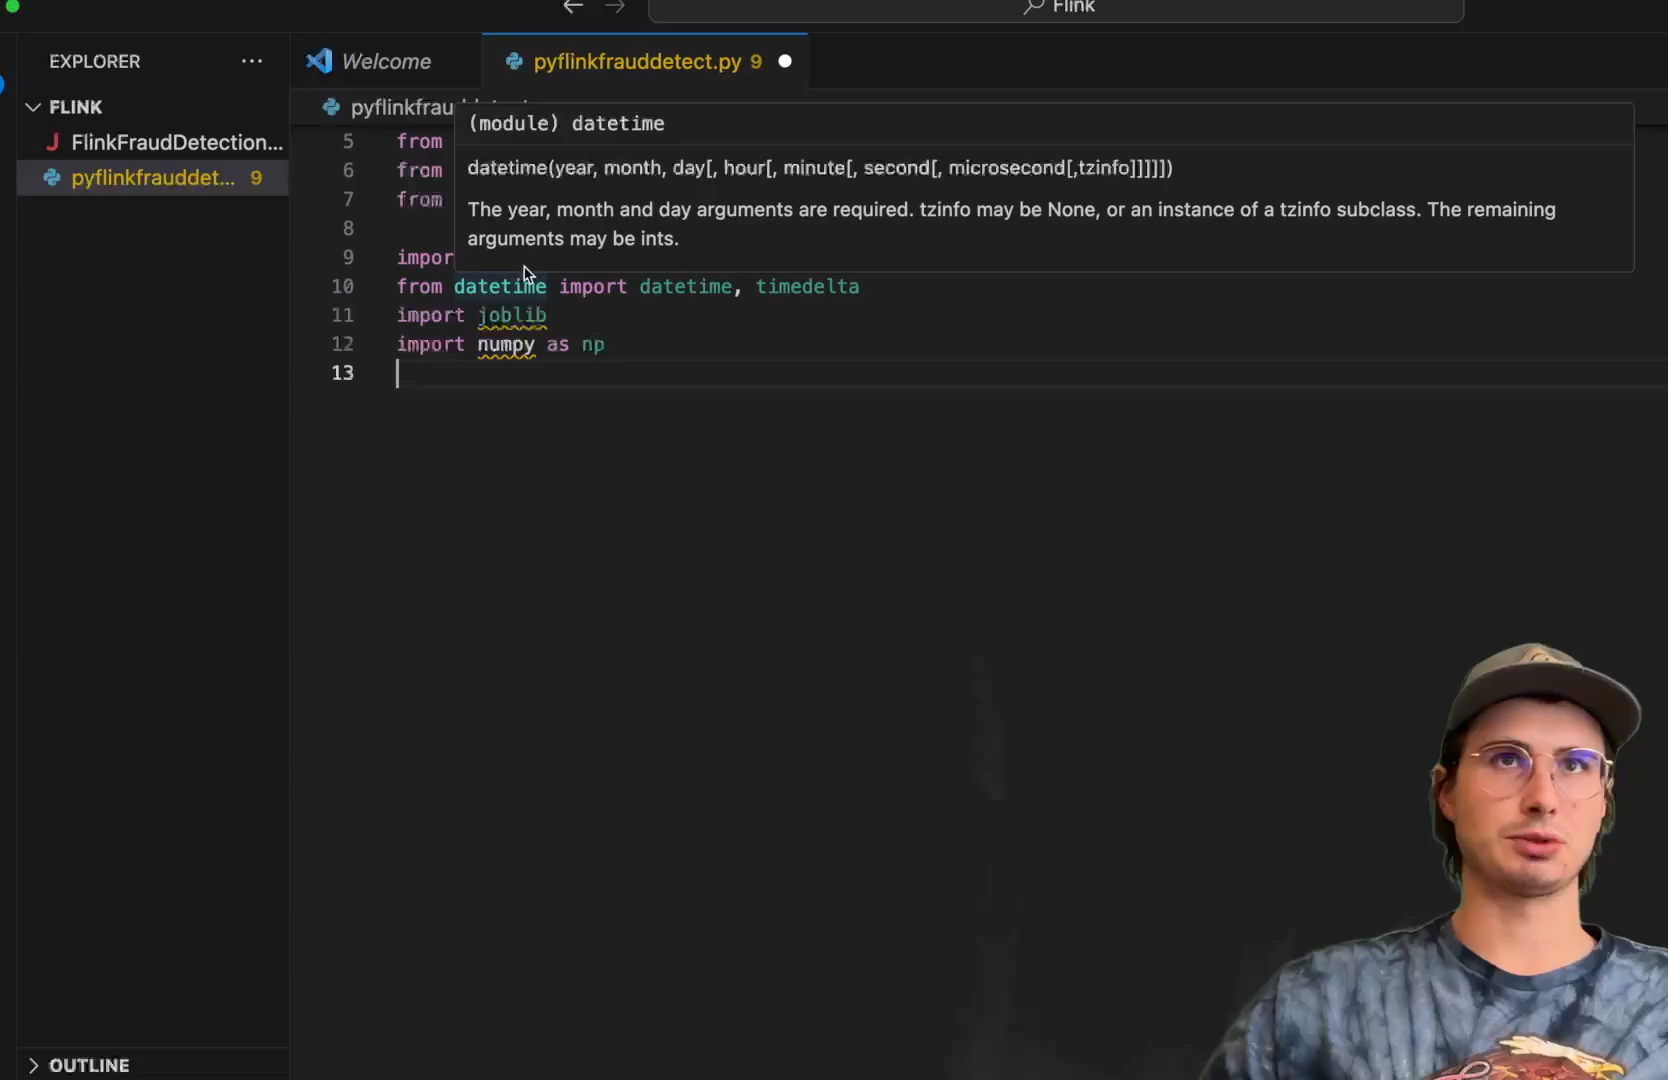 Flink
EXPLORER ...
Welcome
pyflinkfrauddetect.py 9
FLINK
FlinkFraudDetection...
pyflinkfrauddet... 9
pyflinkfrau
(module) datetime
datetime(year, month, day[, hour[, minute[, second[, microsecond[,tzinfo]]]]])
The year, month and day arguments are required. tzinfo may be None, or an instance of a tzinfo subclass. The remaining
arguments may be ints.
5 from
6 from
7 from
8
9 impor
10 from datetime import datetime, timedelta
11 import joblib
12 import numpy as np
13
OUTLINE